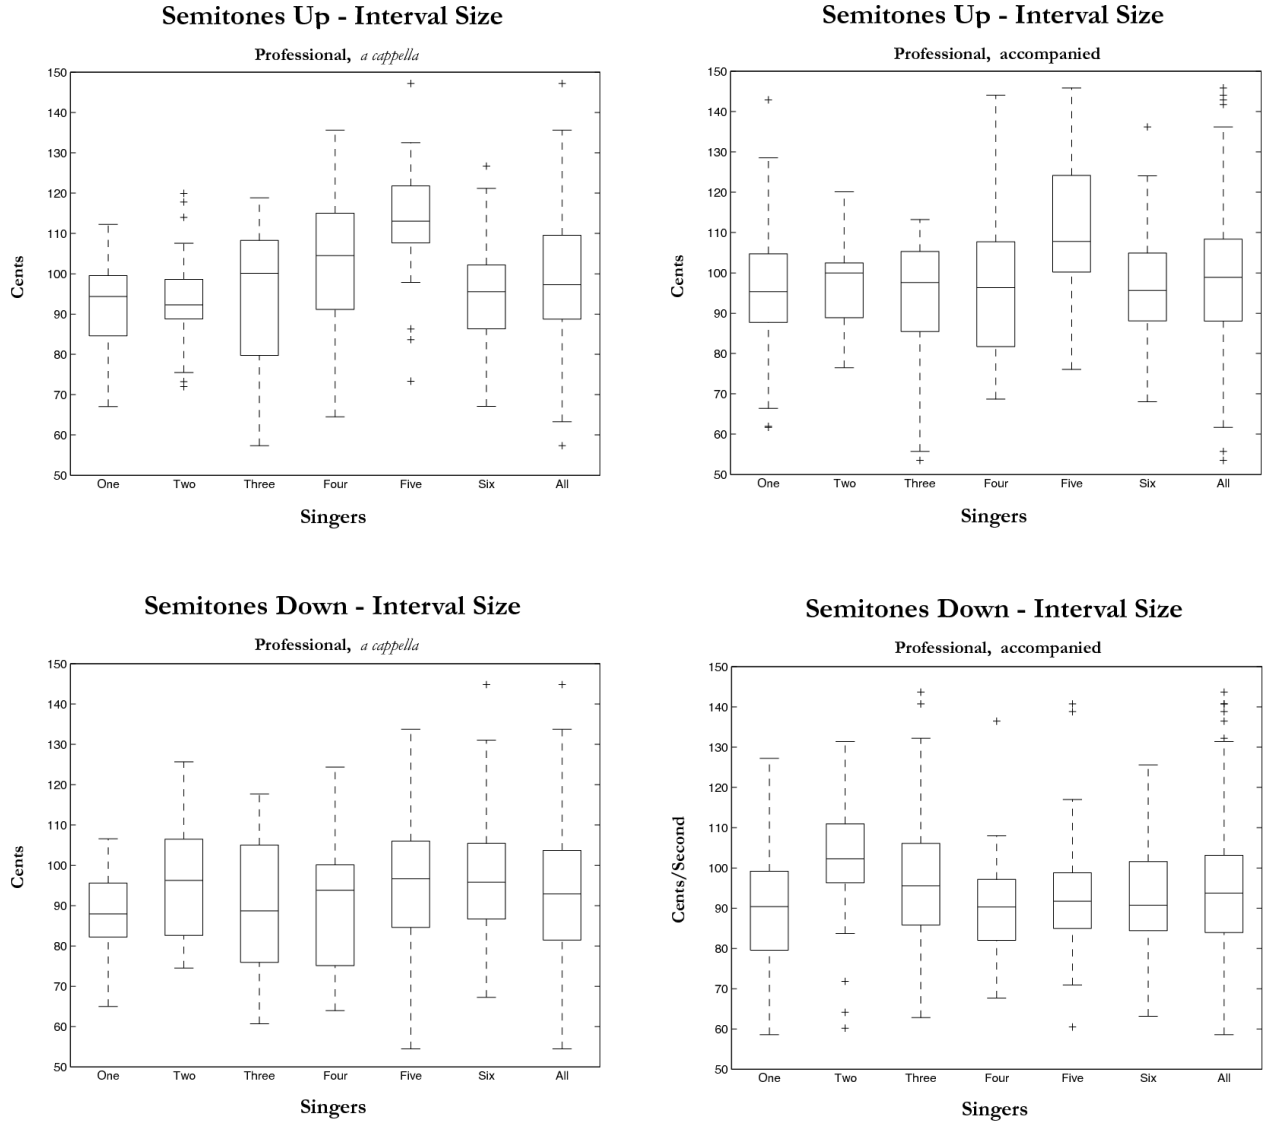 Semitones Up - Interval Size
Professional, a cappella
150
140
130
120
110
100
90
80
70
60
50
Cents
One Two Three Four Five Six All
Singers
Semitones Up - Interval Size
Professional, accompanied
150
140
130
120
110
100
90
80
70
60
50
Cents
One Two Three Four Five Six All
Singers
Semitones Down - Interval Size
Professional, a cappella
150
140
130
120
110
100
90
80
70
60
50
Cents
One Two Three Four Five Six All
Singers
Semitones Down - Interval Size
Professional, accompanied
150
140
130
120
110
100
90
80
70
60
50
Cents/Second
One Two Three Four Five Six All
Singers